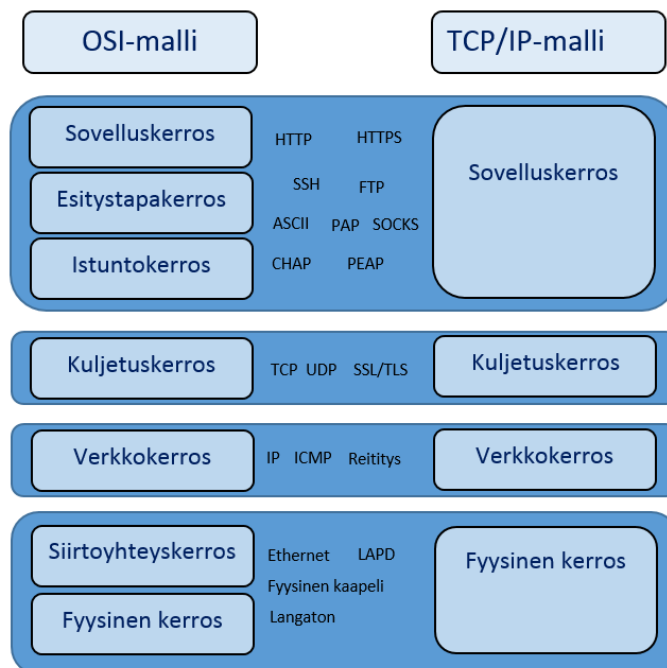 OSI-malli
TCP/IP-malli
Sovelluskerros
HTTP
HTTPS
Sovelluskerros
Esitystapakerros
SSH
FTP
ASCII
PAP
SOCKS
Istuntokerros
CHAP
PEAP
Kuljetuskerros
TCP
UDP
SSL/TLS
Kuljetuskerros
Verkkokerros
IP
ICMP
Reititys
Verkkokerros
Siirtoyhteyskerros
Ethernet
LAPD
Fyysinen kerros
Fyysinen kaapeli
Fyysinen kerros
Langaton